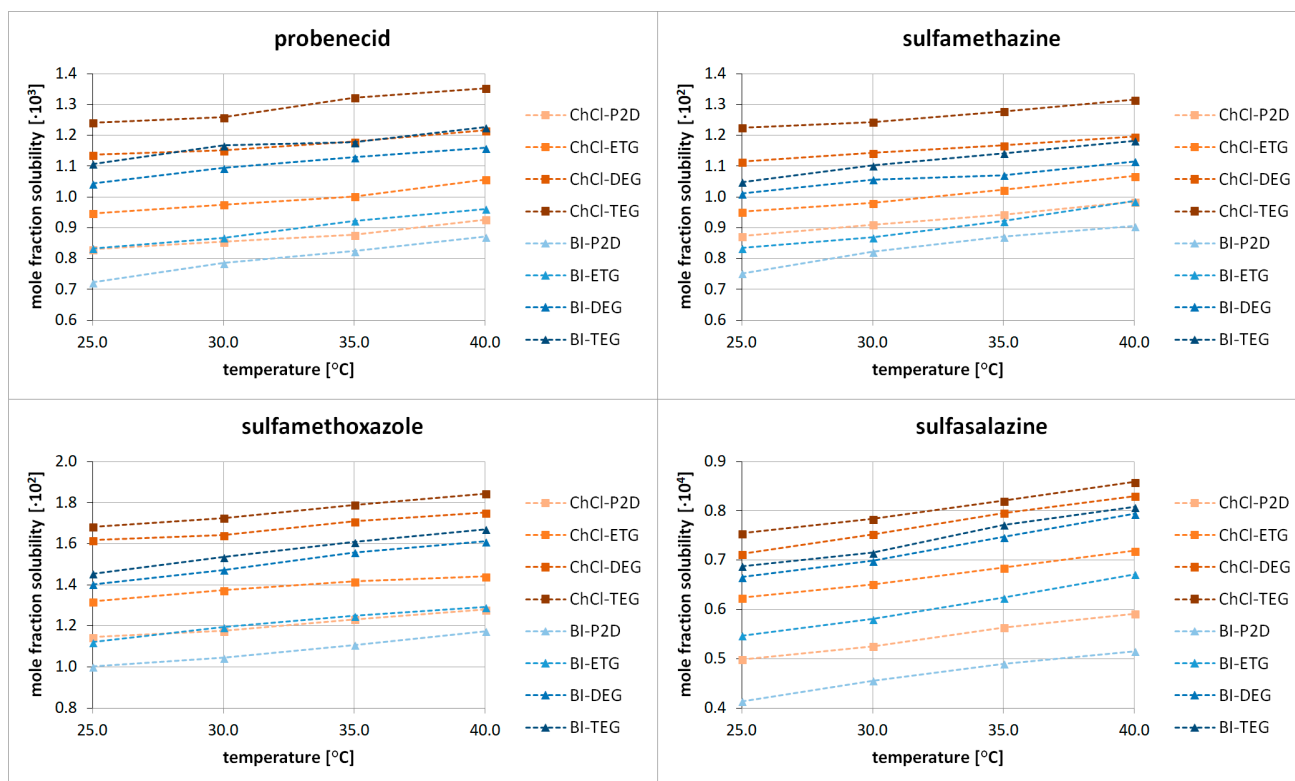 probenecid
mole fraction solubility [·10³]
1.4
1.3
1.2
1.1
1.0
0.9
0.8
0.7
0.6
25.0 30.0 35.0 40.0
temperature [°C]
ChCl-P2D
ChCl-ETG
ChCl-DEG
ChCl-TEG
BI-P2D
BI-ETG
BI-DEG
BI-TEG
sulfamethazine
mole fraction solubility [·10²]
1.4
1.3
1.2
1.1
1.0
0.9
0.8
0.7
0.6
25.0 30.0 35.0 40.0
temperature [°C]
ChCl-P2D
ChCl-ETG
ChCl-DEG
ChCl-TEG
BI-P2D
BI-ETG
BI-DEG
BI-TEG
sulfamethoxazole
mole fraction solubility [·10²]
2.0
1.8
1.6
1.4
1.2
1.0
0.8
25.0 30.0 35.0 40.0
temperature [°C]
ChCl-P2D
ChCl-ETG
ChCl-DEG
ChCl-TEG
BI-P2D
BI-ETG
BI-DEG
BI-TEG
sulfasalazine
mole fraction solubility [·10⁴]
0.9
0.8
0.7
0.6
0.5
0.4
25.0 30.0 35.0 40.0
temperature [°C]
ChCl-P2D
ChCl-ETG
ChCl-DEG
ChCl-TEG
BI-P2D
BI-ETG
BI-DEG
BI-TEG